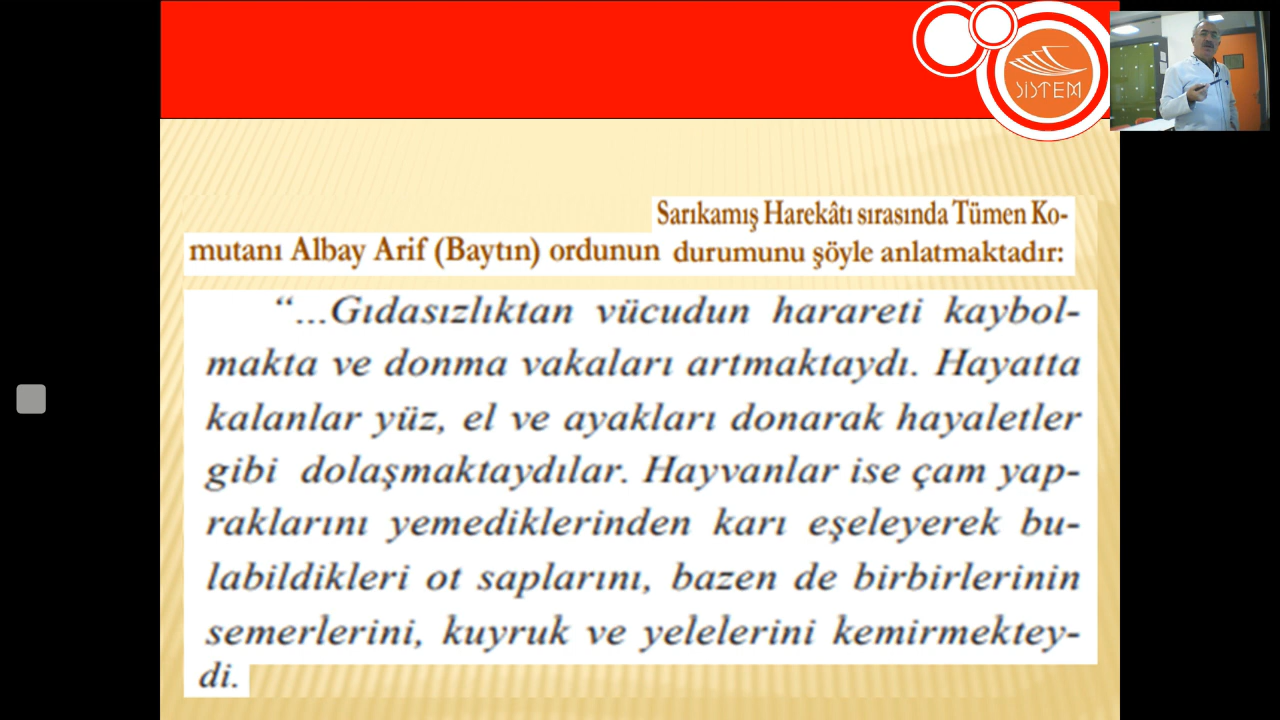 SİSTEM
Sarıkamış Harekâtı sırasında Tümen Ko-
mutanı Albay Arif (Baytın) ordunun durumunu şöyle anlatmaktadır:
“...Gıdasızlıktan vücudun harareti kaybol-
makta ve donma vakaları artmaktaydı. Hayatta
kalanlar yüz, el ve ayakları donarak hayaletler
gibi dolaşmaktaydılar. Hayvanlar ise çam yap-
raklarını yemediklerinden karı eşeleyerek bu-
labildikleri ot saplarını, bazen de birbirlerinin
semerlerini, kuyruk ve yelelerini kemirmektey-
di.